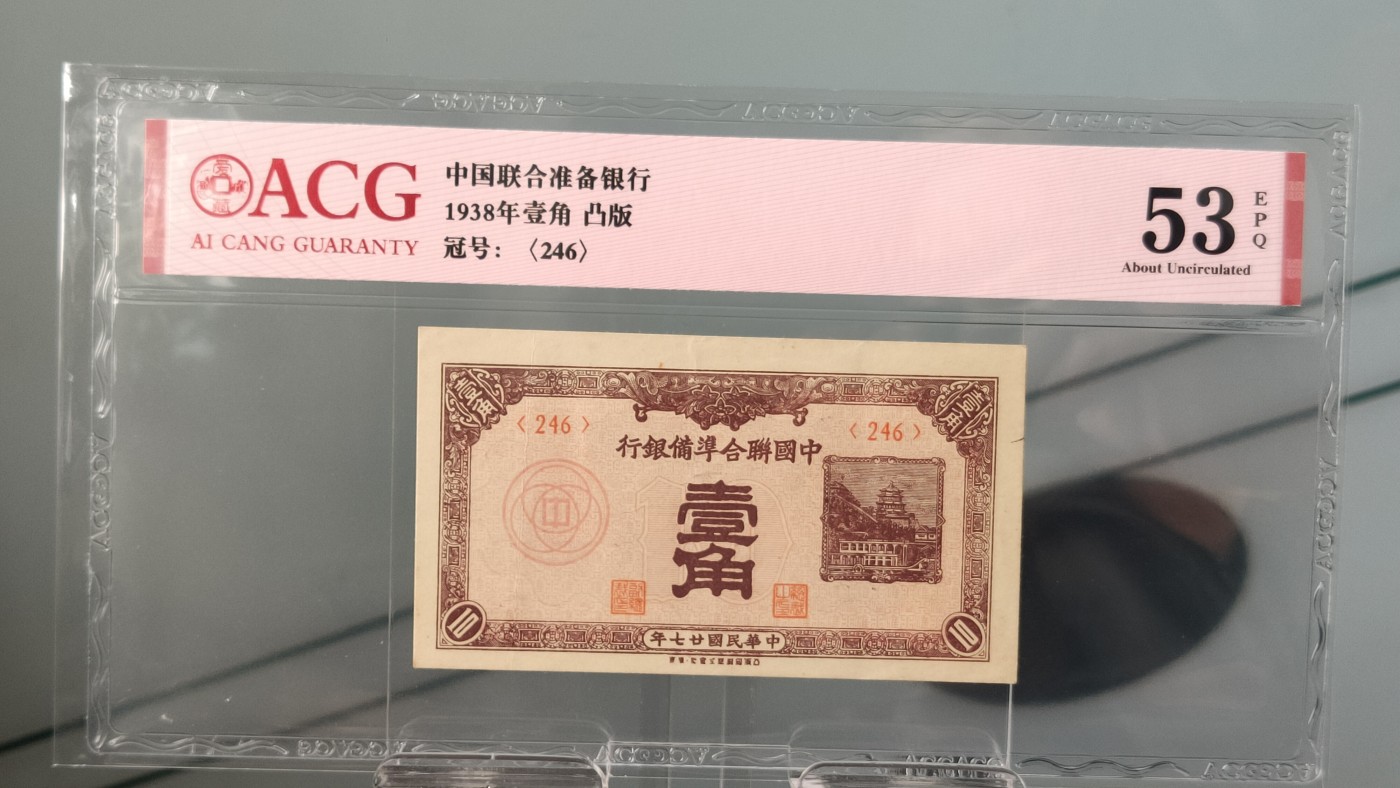 ACG
AI CANG GUARANTY
中国联合准备银行
1938年壹角 凸版
冠号：〈246〉
53
EPQ
About Uncirculated
壹角
壹角
〈246〉
〈246〉
行銀備準合聯國中
壹角
10
10
年七廿國民華中